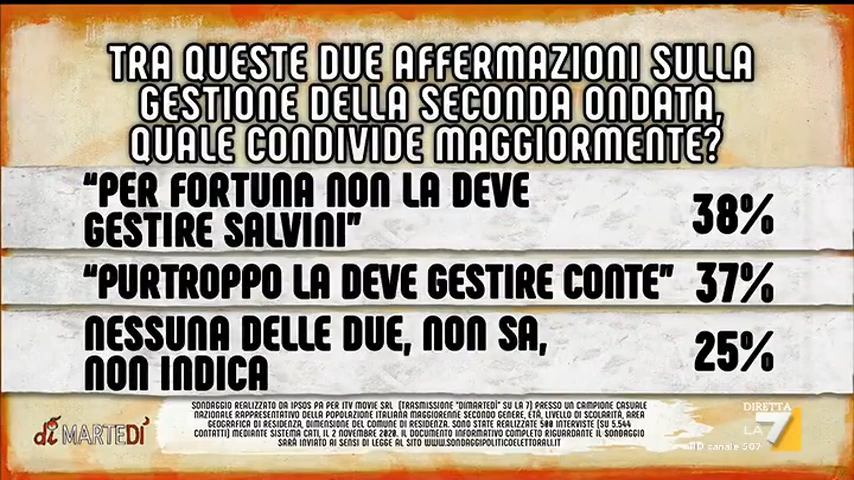 TRA QUESTE DUE AFFERMAZIONI SULLA
GESTIONE DELLA SECONDA ONDATA,
QUALE CONDIVIDE MAGGIORMENTE?
“PER FORTUNA NON LA DEVE
GESTIRE SALVINI” 38%
“PURTROPPO LA DEVE GESTIRE CONTE” 37%
NESSUNA DELLE DUE, NON SA,
NON INDICA 25%
SONDAGGIO REALIZZATO DA IPSOS PA PER ITV MOVIE SRL (TRASMISSIONE "DIMARTEDÌ" SU LA 7) PRESSO UN CAMPIONE CASUALE
NAZIONALE RAPPRESENTATIVO DELLA POPOLAZIONE ITALIANA MAGGIORENNE SECONDO GENERE, ETÀ, LIVELLO DI SCOLARITÀ, AREA
GEOGRAFICA DI RESIDENZA, DIMENSIONE DEL COMUNE DI RESIDENZA. SONO STATE REALIZZATE 500 INTERVISTE (SU 5.544
CONTATTI) MEDIANTE SISTEMA CATI, IL 2 NOVEMBRE 2020. IL DOCUMENTO INFORMATIVO COMPLETO RIGUARDANTE IL SONDAGGIO
SARÀ INVIATO AI SENSI DI LEGGE AL SITO WWW.SONDAGGIPOLITICOELETTORALI.IT
dì MARTEDÌ
DIRETTA
LA 7
HD canale 507